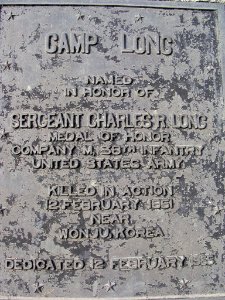 CAMP LONG
NAMED
IN HONOR OF
SERGEANT CHARLES R LONG
MEDAL OF HONOR
COMPANY M, 38TH INFANTRY
UNITED STATES ARMY
KILLED IN ACTION
12 FEBRUARY 1951
NEAR
WONJU, KOREA
DEDICATED 12 FEBRUARY